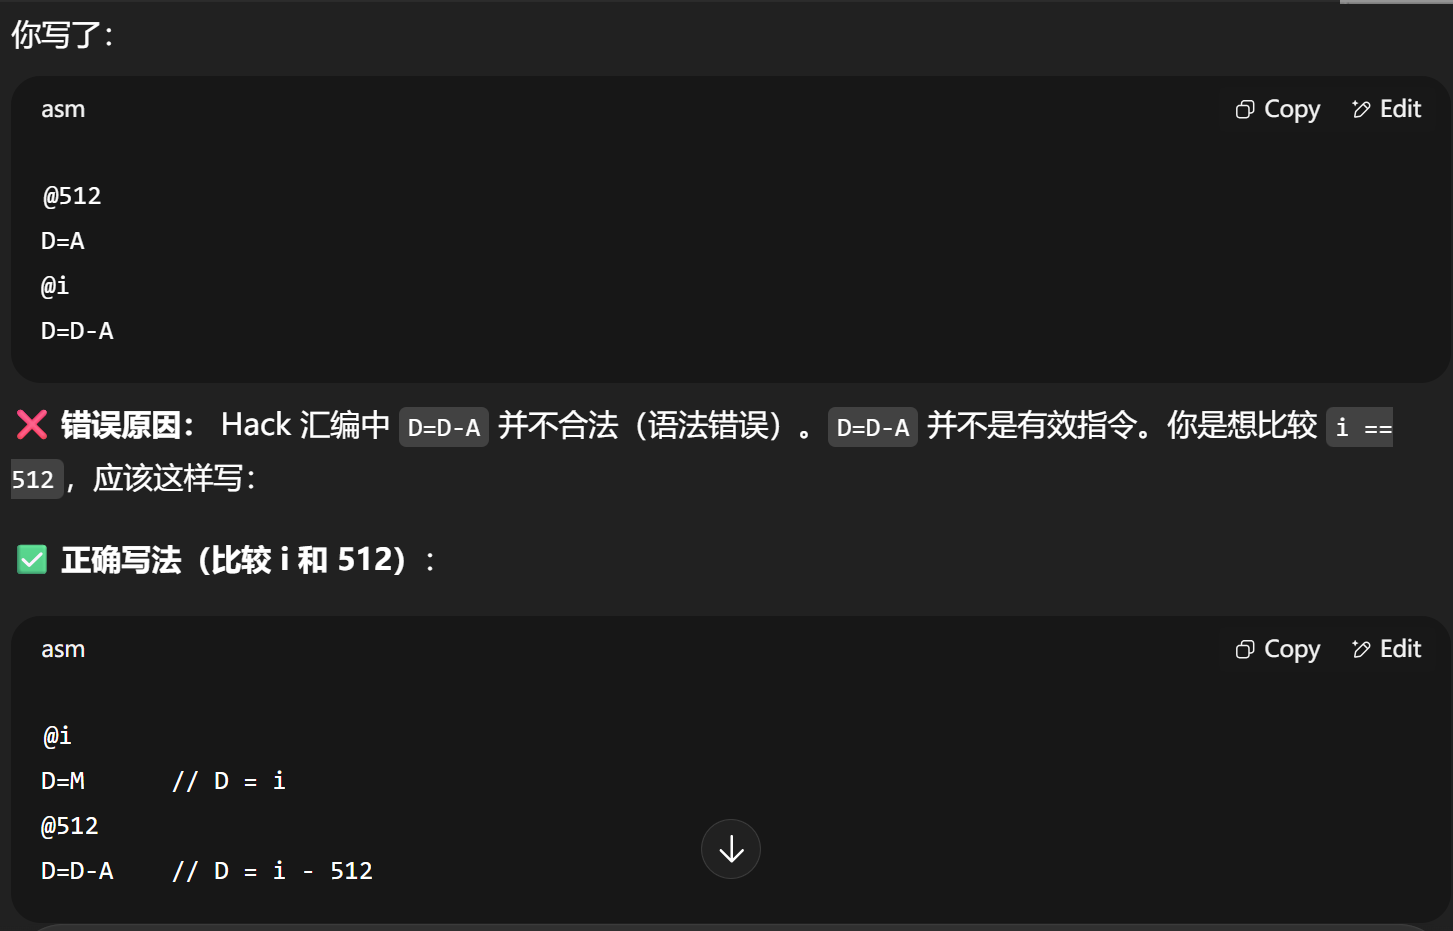 你写了：
asm
Copy Edit
@512
D=A
@i
D=D-A
❌ 错误原因： Hack 汇编中 D=D-A 并不合法（语法错误）。D=D-A 并不是有效指令。你是想比较 i ==
512，应该这样写：
✅ 正确写法（比较 i 和 512）：
asm
Copy Edit
@i
D=M // D = i
@512
D=D-A // D = i - 512